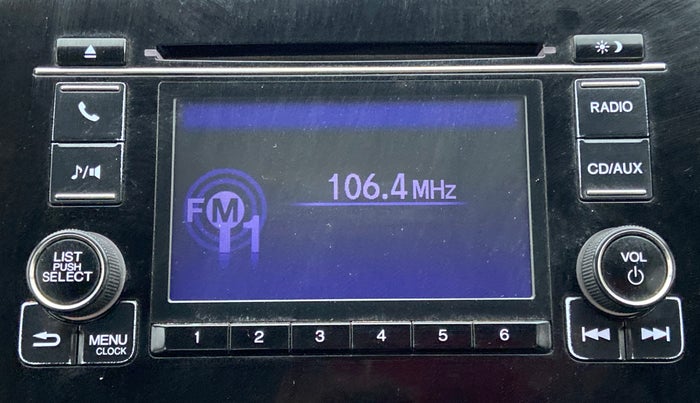 RADIO
CD/AUX
106.4 MHz
FM 1
LIST
PUSH
SELECT
VOL
MENU
CLOCK
1 2 3 4 5 6